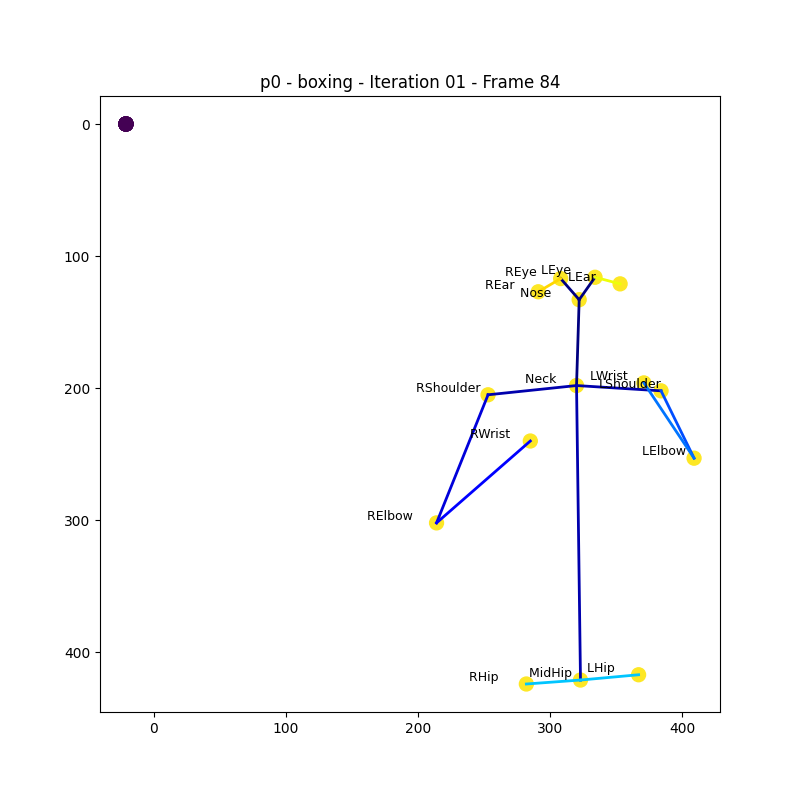 p0 - boxing - Iteration 01 - Frame 84
0
100
200
300
400
REye LEye
LEar
REar
Nose
LWrist
Neck
LShoulder
RShoulder
RWrist
LElbow
RElbow
LHip
MidHip
RHip
0 100 200 300 400